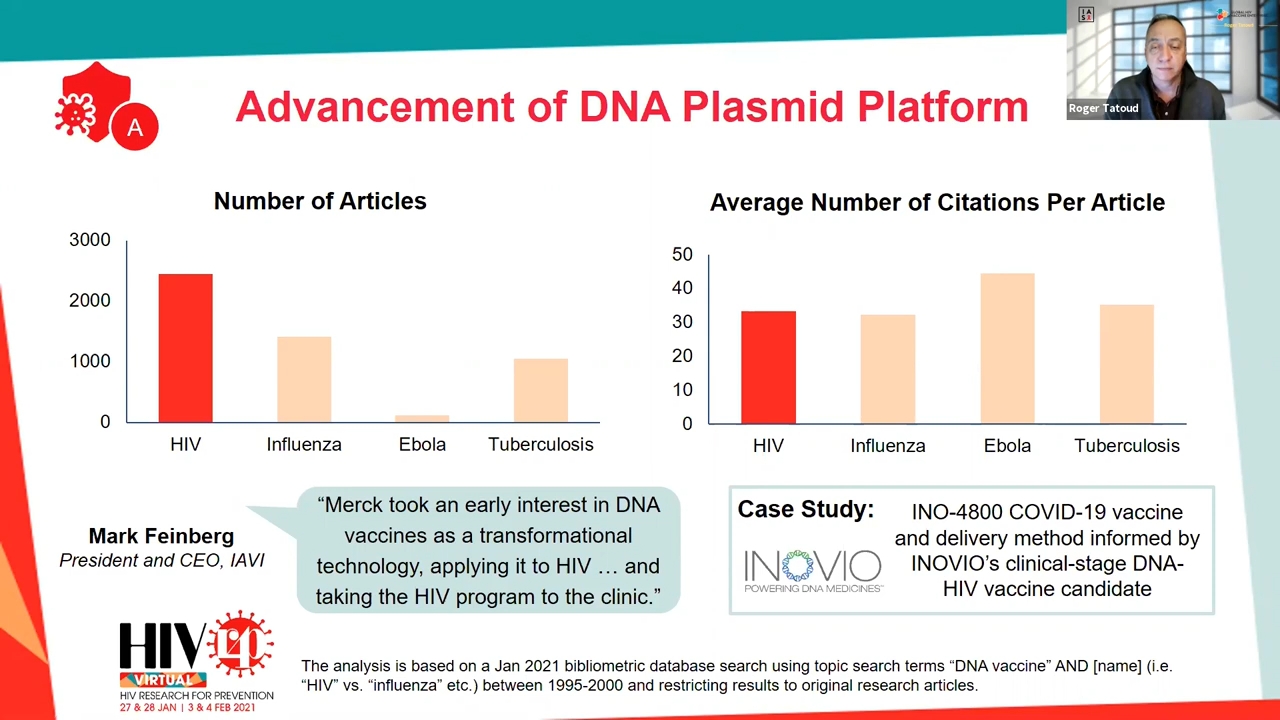 Advancement of DNA Plasmid Platform
A
IAS
Roger Tatoud
Number of Articles
3000
2000
1000
0
HIV
Influenza
Ebola
Tuberculosis
Average Number of Citations Per Article
50
40
30
20
10
0
HIV
Influenza
Ebola
Tuberculosis
Mark Feinberg
President and CEO, IAVI
“Merck took an early interest in DNA
vaccines as a transformational
technology, applying it to HIV … and
taking the HIV program to the clinic.”
Case Study:
INOVIO
POWERING DNA MEDICINES™
INO-4800 COVID-19 vaccine
and delivery method informed by
INOVIO’s clinical-stage DNA-
HIV vaccine candidate
HIVR4P
VIRTUAL
HIV RESEARCH FOR PREVENTION
27 & 28 JAN | 3 & 4 FEB 2021
The analysis is based on a Jan 2021 bibliometric database search using topic search terms “DNA vaccine” AND [name] (i.e.
“HIV” vs. “influenza” etc.) between 1995-2000 and restricting results to original research articles.